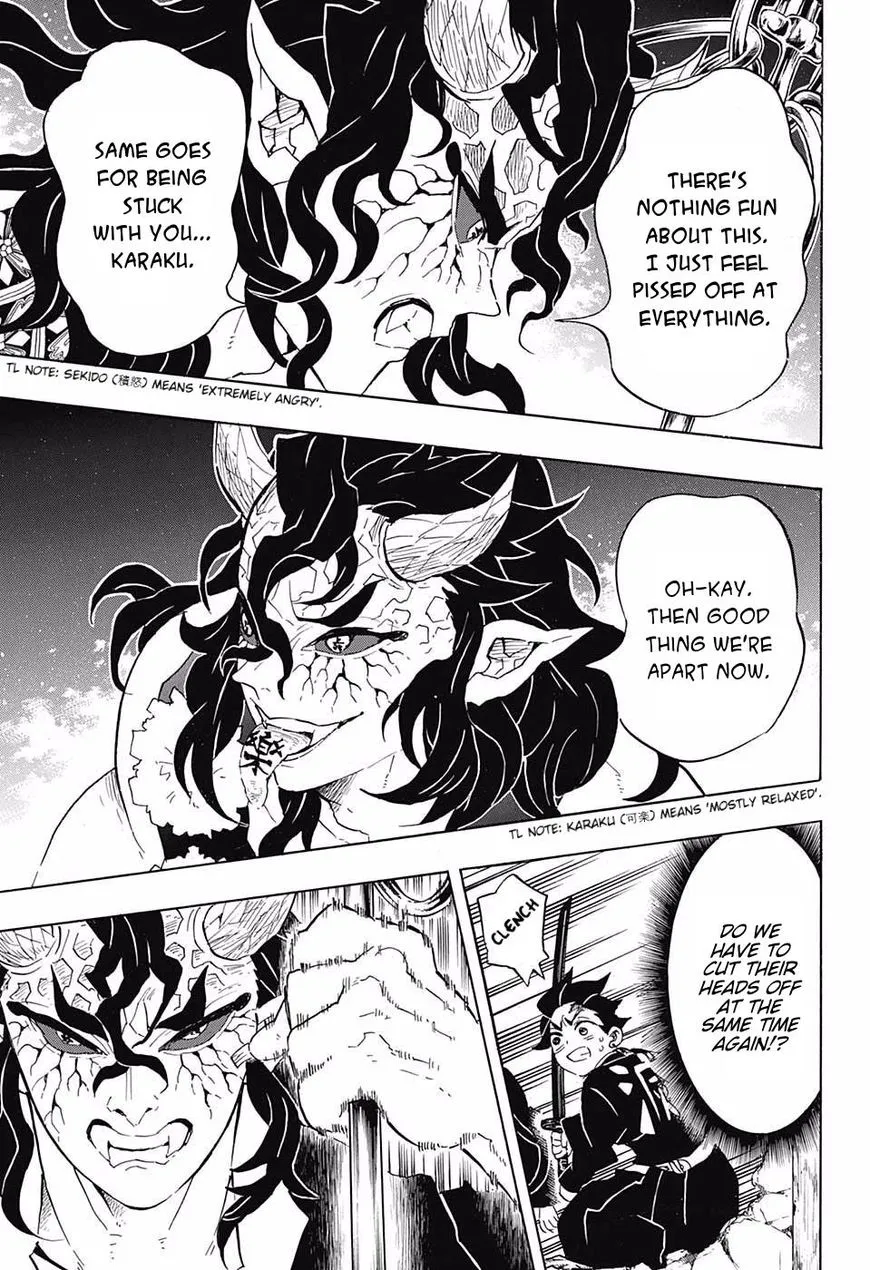 THERE'S
NOTHING FUN
ABOUT THIS.
I JUST FEEL
PISSED OFF AT
EVERYTHING.
SAME GOES
FOR BEING
STUCK
WITH YOU...
KARAKU.
TL NOTE: SEKIDO (積怒) MEANS 'EXTREMELY ANGRY'.
OH-KAY.
THEN GOOD
THING WE'RE
APART NOW.
楽
TL NOTE: KARAKU (可楽) MEANS 'MOSTLY RELAXED'.
DO WE
HAVE TO
CUT THEIR
HEADS OFF
AT THE
SAME TIME
AGAIN!?
CLENCH